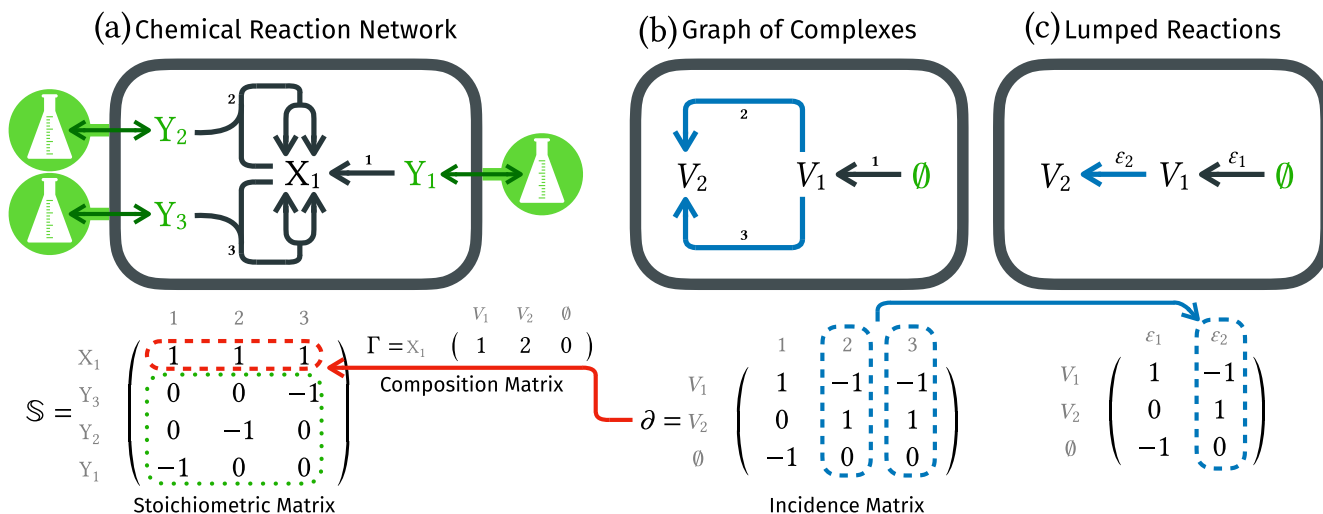 (a) Chemical Reaction Network
(b) Graph of Complexes
(c) Lumped Reactions
2
Y₂
X₁
1
Y₁
Y₃
3
2
V₂
V₁
1
∅
3
V₂
ε₂
V₁
ε₁
∅
1 2 3
X₁ 1 1 1
Y₃ 0 0 −1
𝕊 =
Y₂ 0 −1 0
Y₁ −1 0 0
Stoichiometric Matrix
V₁ V₂ ∅
Γ = X₁ ( 1 2 0 )
Composition Matrix
1 2 3
V₁ 1 −1 −1
∂ = V₂ 0 1 1
∅ −1 0 0
Incidence Matrix
ε₁ ε₂
V₁ 1 −1
V₂ 0 1
∅ −1 0